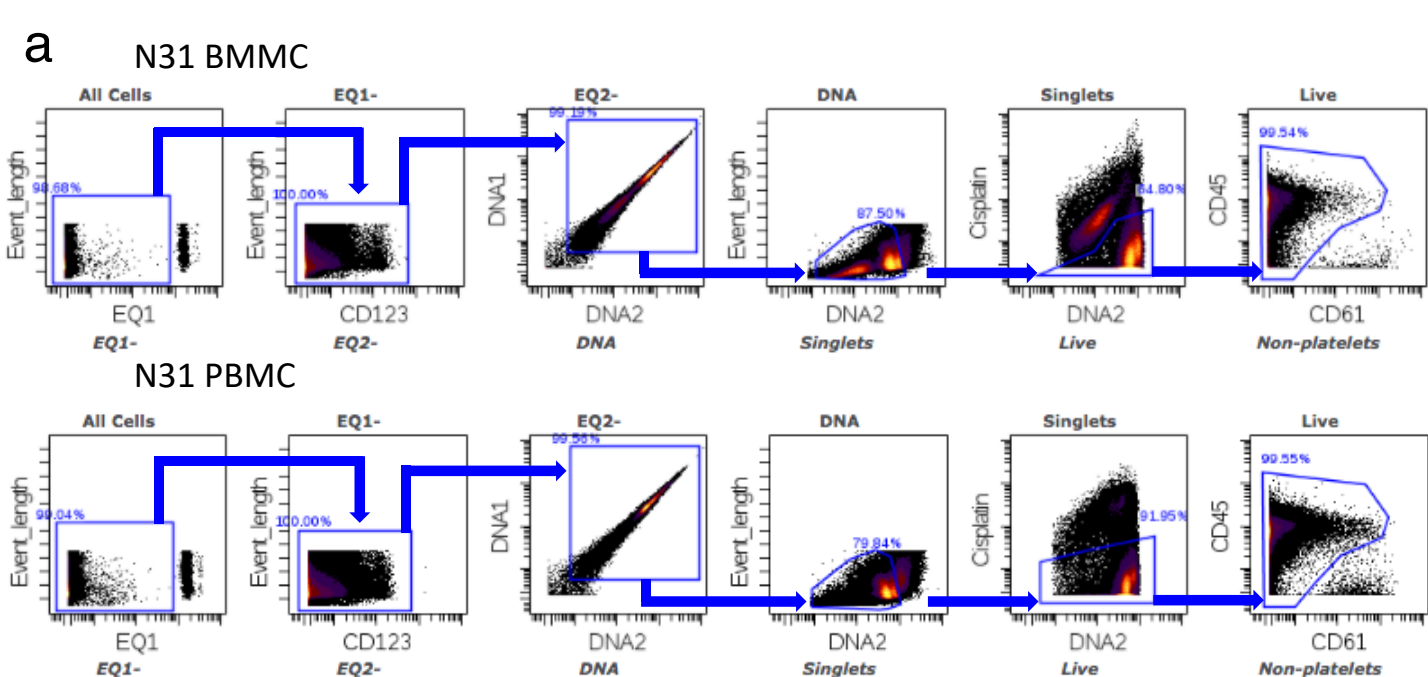 a
N31 BMMC
All Cells EQ1- EQ2- DNA Singlets Live
98.68% 100.00% 99.19% 87.50% 64.80% 99.54%
Event_length Event_length DNA1 Event_length Cisplatin CD45
EQ1 CD123 DNA2 DNA2 DNA2 CD61
EQ1- EQ2- DNA Singlets Live Non-platelets
N31 PBMC
All Cells EQ1- EQ2- DNA Singlets Live
99.04% 100.00% 99.56% 79.84% 91.95% 99.55%
Event_length Event_length DNA1 Event_length Cisplatin CD45
EQ1 CD123 DNA2 DNA2 DNA2 CD61
EQ1- EQ2- DNA Singlets Live Non-platelets